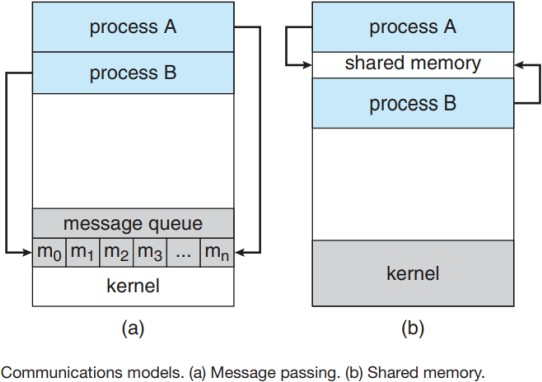 process A
process B
message queue
m0 m1 m2 m3 ... mn
kernel
(a)
process A
shared memory
process B
kernel
(b)
Communications models. (a) Message passing. (b) Shared memory.